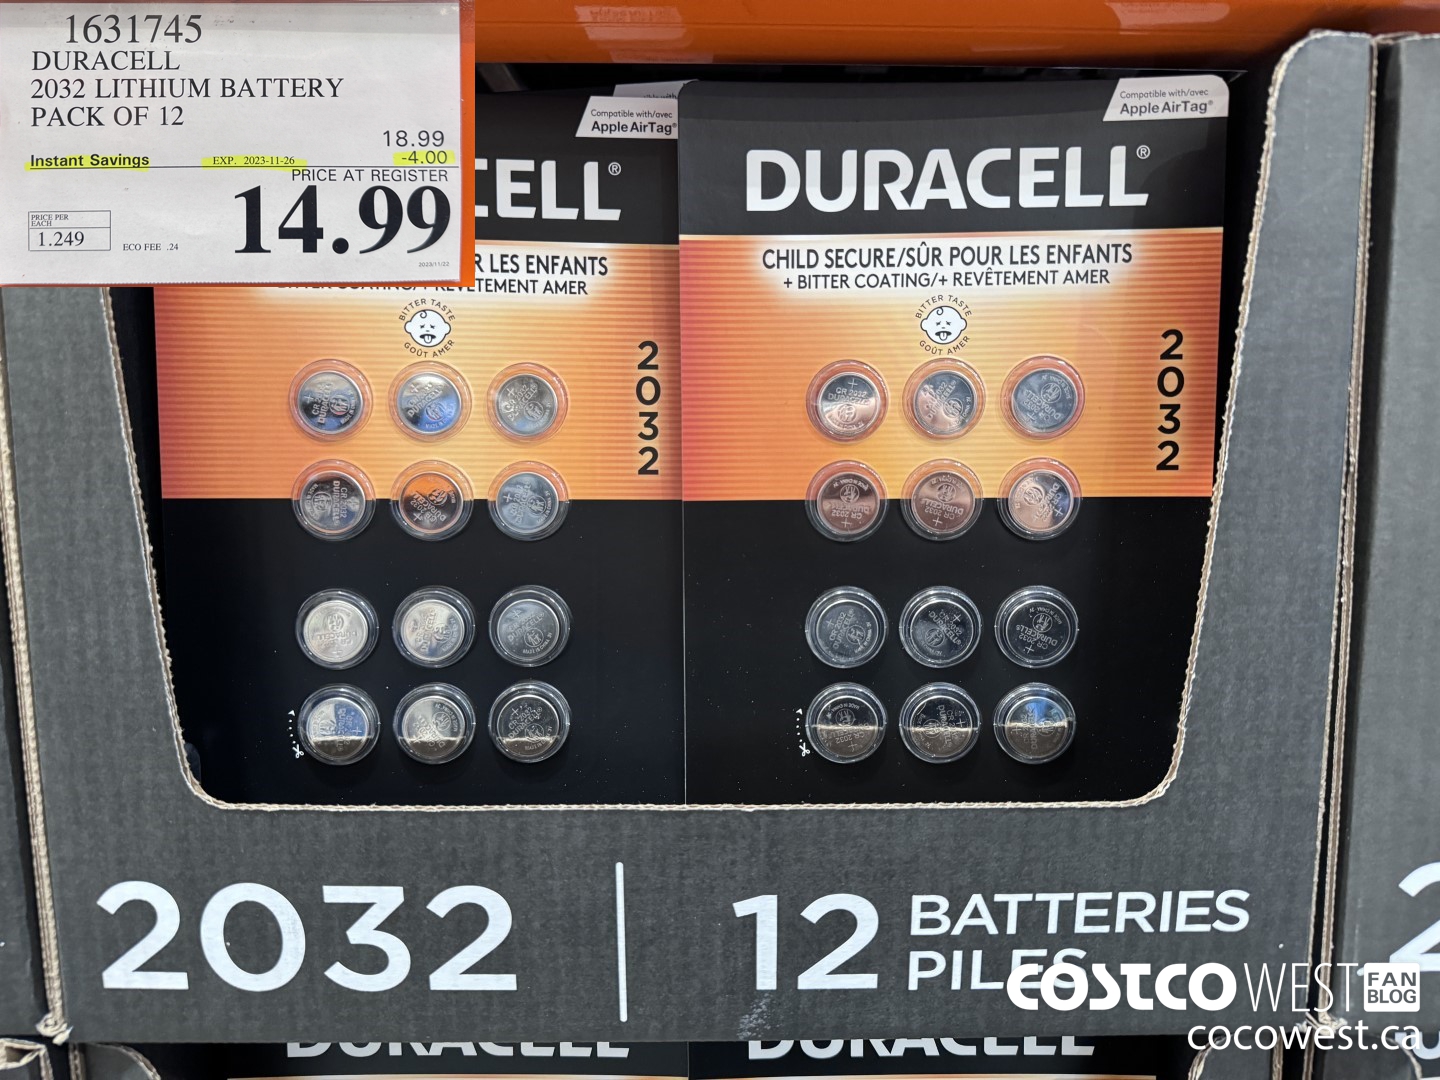 1631745
DURACELL
2032 LITHIUM BATTERY
PACK OF 12
18.99
Instant Savings EXP. 2023-11-26 -4.00
PRICE AT REGISTER
14.99
PRICE PER
EACH
1.249
ECO FEE .24
2023/11/22
Compatible with/avec
Apple AirTag®
CELL®
R LES ENFANTS
REVÊTEMENT AMER
BITTER TASTE
GOÛT AMER
2032
Compatible with/avec
Apple AirTag®
DURACELL®
CHILD SECURE/SÛR POUR LES ENFANTS
+ BITTER COATING/+ REVÊTEMENT AMER
BITTER TASTE
GOÛT AMER
2032
2032 | 12 BATTERIES
PILES
COSTCO WEST FAN
BLOG
cocowest.ca
DURACELL
DURACELL